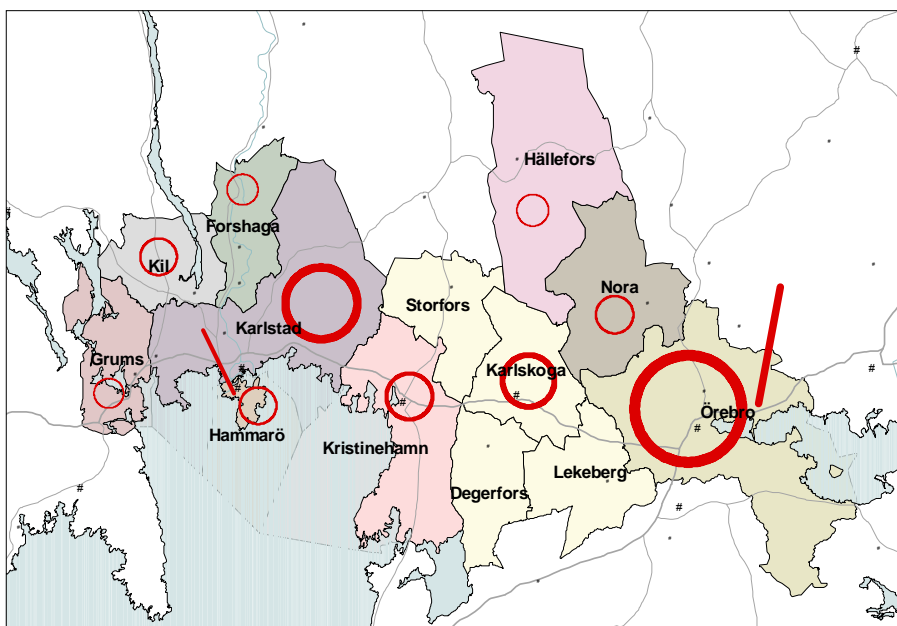 Hällefors
Forshaga
Kil
Nora
Storfors
Karlstad
Grums
Karlskoga
Örebro
Hammarö
Kristinehamn
Lekeberg
Degerfors